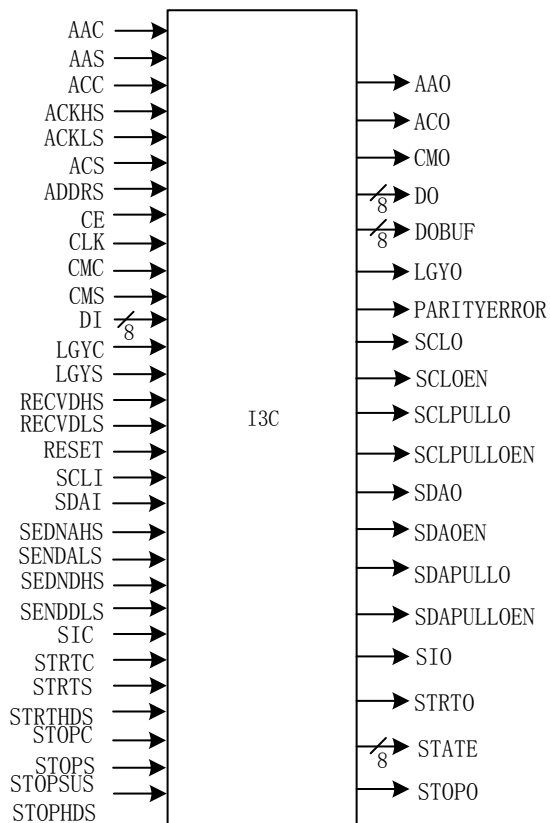 AAC
AAS
ACC
ACKHS
ACKLS
ACS
ADDRS
CE
CLK
CMC
CMS
DI
8
LGYC
LGYS
RECVDHS
RECVDLS
RESET
SCLI
SDAI
SEDNAHS
SENDALS
SEDNDHS
SENDDLS
SIC
STRTC
STRTS
STRTHDS
STOPC
STOPS
STOPSUS
STOPHDS
I3C
AAO
ACO
CMO
DO
8
DOBUF
8
LGYO
PARITYERROR
SCLO
SCLOEN
SCLPULLO
SCLPULLOEN
SDAO
SDAOEN
SDAPULLO
SDAPULLOEN
SIO
STRTO
STATE
8
STOPO